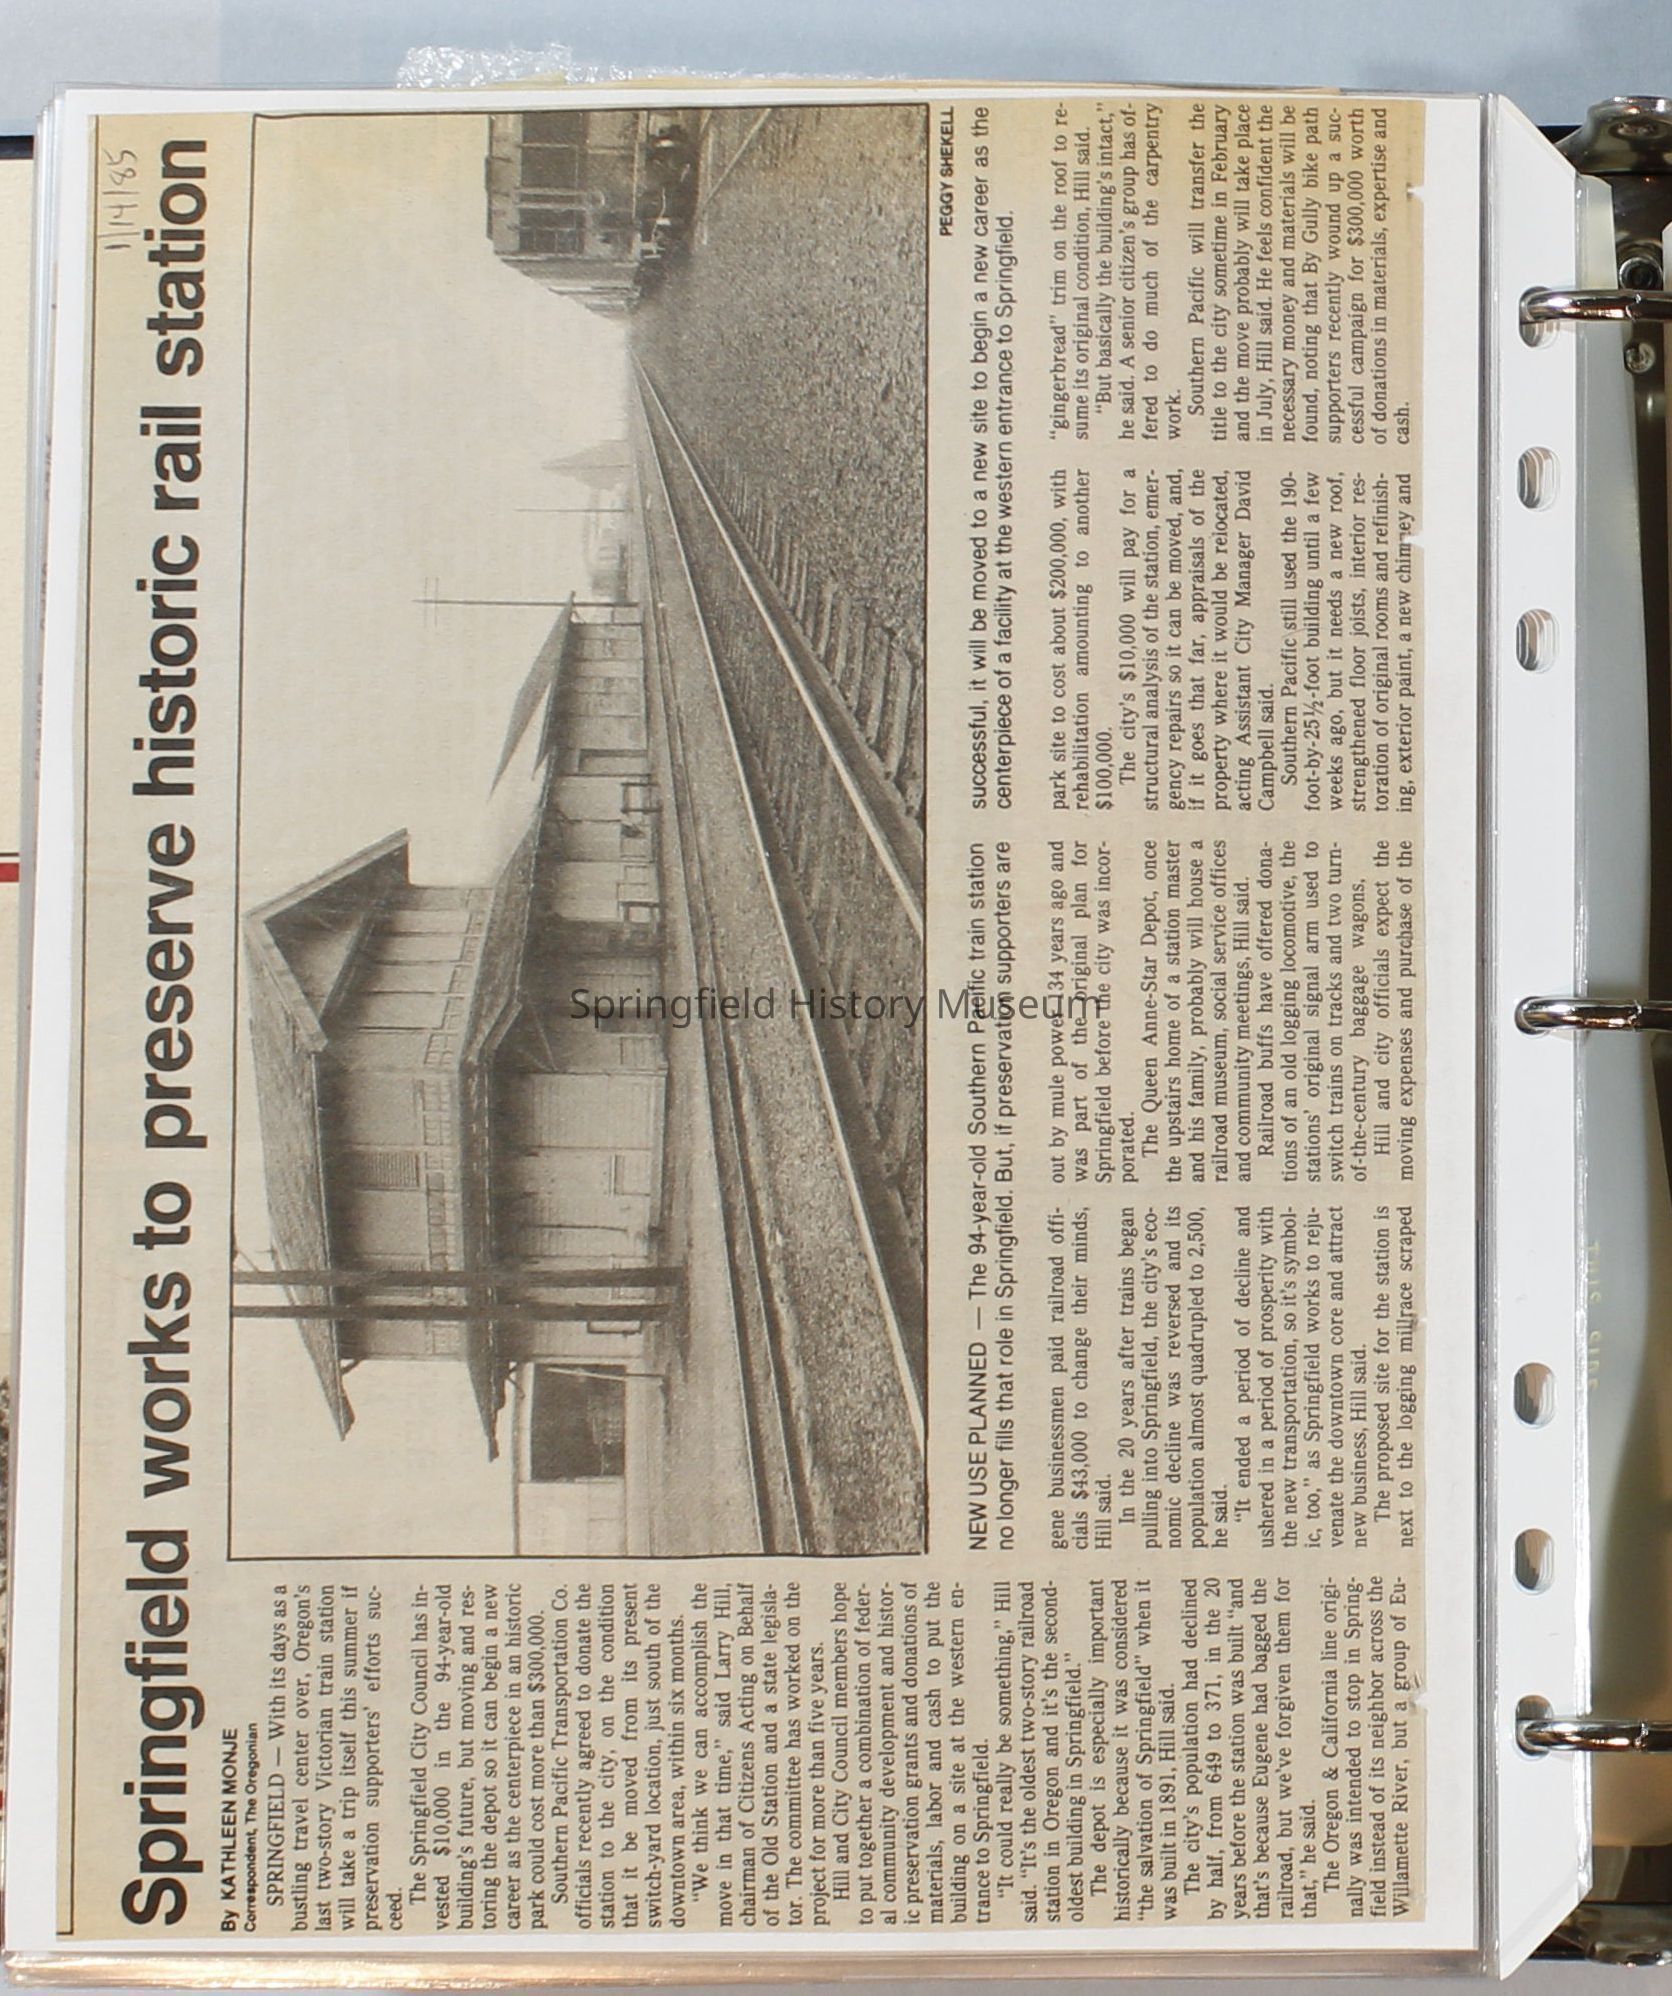 1/14/85
Springfield works to preserve historic rail station
By KATHLEEN MONJE
Correspondent, The Oregonian
SPRINGFIELD — With its days as a
bustling travel center over, Oregon's
last two-story Victorian train station
will take a trip itself this summer if
preservation supporters' efforts suc-
ceed.
The Springfield City Council has in-
vested $10,000 in the 94-year-old
building's future, but moving and res-
toring the depot so it can begin a new
career as the centerpiece in an historic
park could cost more than $300,000.
Southern Pacific Transportation Co.
officials recently agreed to donate the
station to the city, on the condition
that it be moved from its present
switch-yard location, just south of the
downtown area, within six months.
"We think we can accomplish the
move in that time," said Larry Hill,
chairman of Citizens Acting on Behalf
of the Old Station and a state legisla-
tor. The committee has worked on the
project for more than five years.
Hill and City Council members hope
to put together a combination of feder-
al community development and histor-
ic preservation grants and donations of
materials, labor and cash to put the
building on a site at the western en-
trance to Springfield.
"It could really be something," Hill
said. "It's the oldest two-story railroad
station in Oregon and it's the second-
oldest building in Springfield."
The depot is especially important
historically because it was considered
"the salvation of Springfield" when it
was built in 1891, Hill said.
The city's population had declined
by half, from 649 to 371, in the 20
years before the station was built "and
that's because Eugene had bagged the
railroad, but we've forgiven them for
that," he said.
The Oregon & California line origi-
nally was intended to stop in Spring-
field instead of its neighbor across the
Willamette River, but a group of Eu-
PEGGY SHEKELL
NEW USE PLANNED — The 94-year-old Southern Pacific train station
no longer fills that role in Springfield. But, if preservation supporters are
successful, it will be moved to a new site to begin a new career as the
centerpiece of a facility at the western entrance to Springfield.
gene businessmen paid railroad offi-
cials $43,000 to change their minds,
Hill said.
In the 20 years after trains began
pulling into Springfield, the city's eco-
nomic decline was reversed and its
population almost quadrupled to 2,500,
he said.
"It ended a period of decline and
ushered in a period of prosperity with
the new transportation, so it's symbol-
ic, too," as Springfield works to reju-
venate the downtown core and attract
new business, Hill said.
The proposed site for the station is
next to the logging millrace scraped
out by mule power 134 years ago and
was part of the original plan for
Springfield before the city was incor-
porated.
The Queen Anne-Star Depot, once
the upstairs home of a station master
and his family, probably will house a
railroad museum, social service offices
and community meetings, Hill said.
Railroad buffs have offered dona-
tions of an old logging locomotive, the
stations' original signal arm used to
switch trains on tracks and two turn-
of-the-century baggage wagons,
Hill and city officials expect the
moving expenses and purchase of the
park site to cost about $200,000, with
rehabilitation amounting to another
$100,000.
The city's $10,000 will pay for a
structural analysis of the station, emer-
gency repairs so it can be moved, and,
if it goes that far, appraisals of the
property where it would be relocated,
acting Assistant City Manager David
Campbell said.
Southern Pacific still used the 190-
foot-by-25½-foot building until a few
weeks ago, but it needs a new roof,
strengthened floor joists, interior res-
toration of original rooms and refinish-
ing, exterior paint, a new chimney and
"gingerbread" trim on the roof to re-
sume its original condition, Hill said.
"But basically the building's intact,"
he said. A senior citizen's group has of-
fered to do much of the carpentry
work.
Southern Pacific will transfer the
title to the city sometime in February
and the move probably will take place
in July, Hill said. He feels confident the
necessary money and materials will be
found, noting that By Gully bike path
supporters recently wound up a suc-
cessful campaign for $300,000 worth
of donations in materials, expertise and
cash.
Springfield History Museum